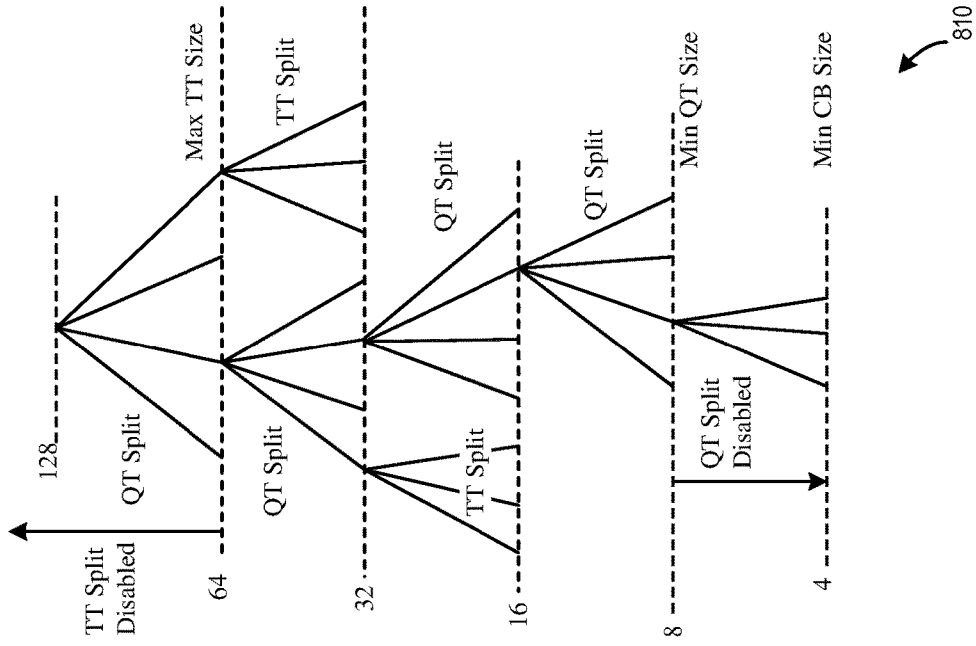 810
128
QT Split
TT Split
Disabled
64
Max TT Size
QT Split
TT Split
32
TT Split
QT Split
16
QT Split
8
Min QT Size
QT Split
Disabled
4
Min CB Size